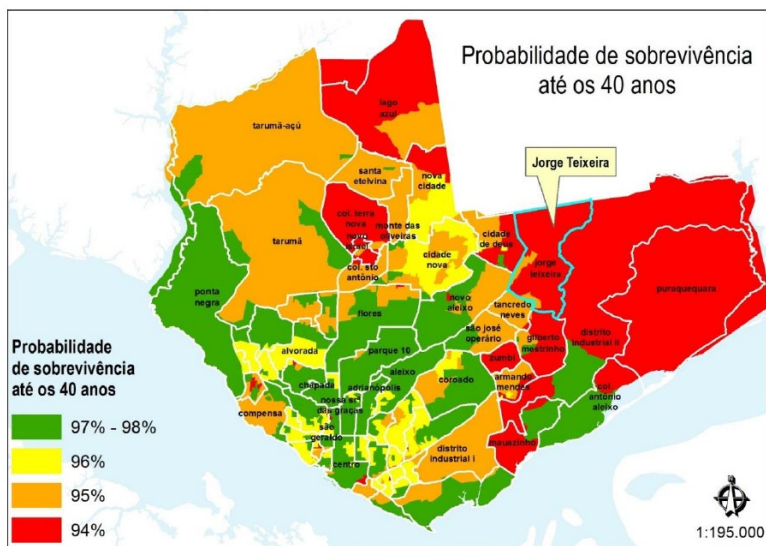 Probabilidade de sobrevivência
até os 40 anos
Jorge Teixeira
lago
azul
tarumã-açú
santa
etelvina
nova
cidade
col. terra
nova
novo
israel
monte das
oliveiras
cidade
de deus
tarumã
col. sto
antônio
cidade
nova
jorge
teixeira
puraquequara
ponta
negra
novo
aleixo
tancredo
neves
flores
são josé
operário
gilberto
mestrinho
distrito
industrial ii
alvorada
parque 10
zumbi
aleixo
chapada
adrianópolis
coroado
armando
mendes
col.
antônio
aleixo
nossa srª
das graças
compensa
são
geraldo
mauazinho
distrito
industrial i
centro
Probabilidade
de sobrevivência
até os 40 anos
97% - 98%
96%
95%
94%
1:195.000